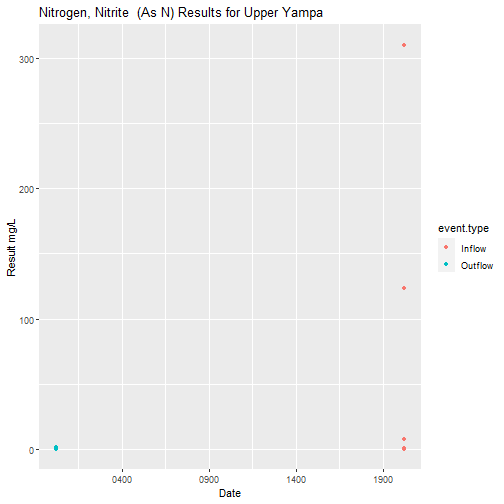 Nitrogen, Nitrite  (As N) Results for Upper Yampa
300
200
100
0
Result mg/L
0400 0900 1400 1900
Date
event.type
Inflow
Outflow